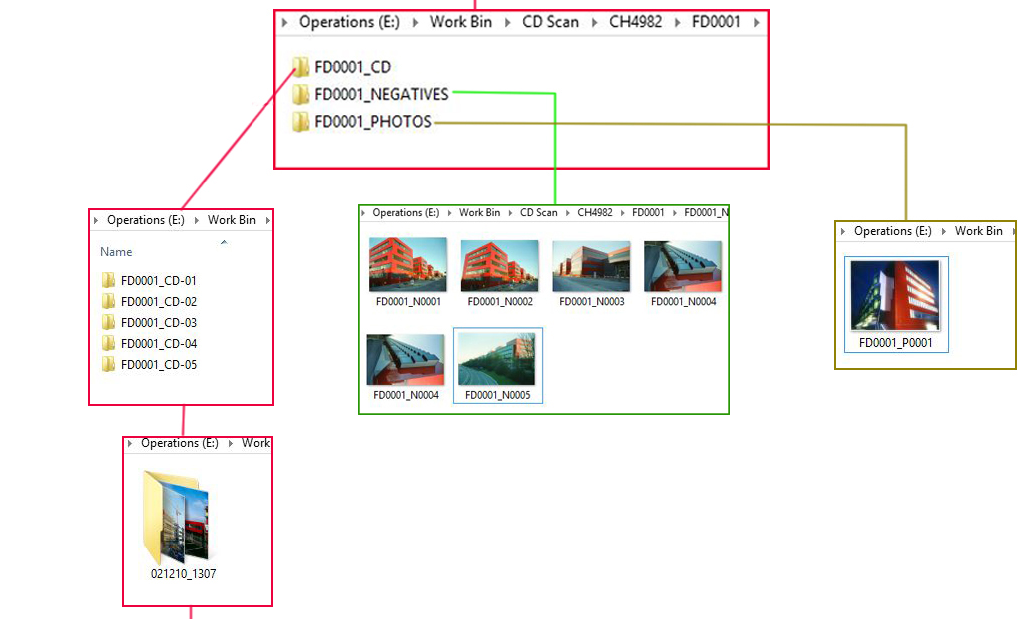 Operations (E:) Work Bin CD Scan CH4982 FD0001
FD0001_CD
FD0001_NEGATIVES
FD0001_PHOTOS
Operations (E:) Work Bin
Name
FD0001_CD-01
FD0001_CD-02
FD0001_CD-03
FD0001_CD-04
FD0001_CD-05
Operations (E:) Work
021210_1307
Operations (E:) Work Bin CD Scan CH4982 FD0001 FD0001_N
FD0001_N0001 FD0001_N0002 FD0001_N0003 FD0001_N0004
FD0001_N0004 FD0001_N0005
Operations (E:) Work Bin
FD0001_P0001